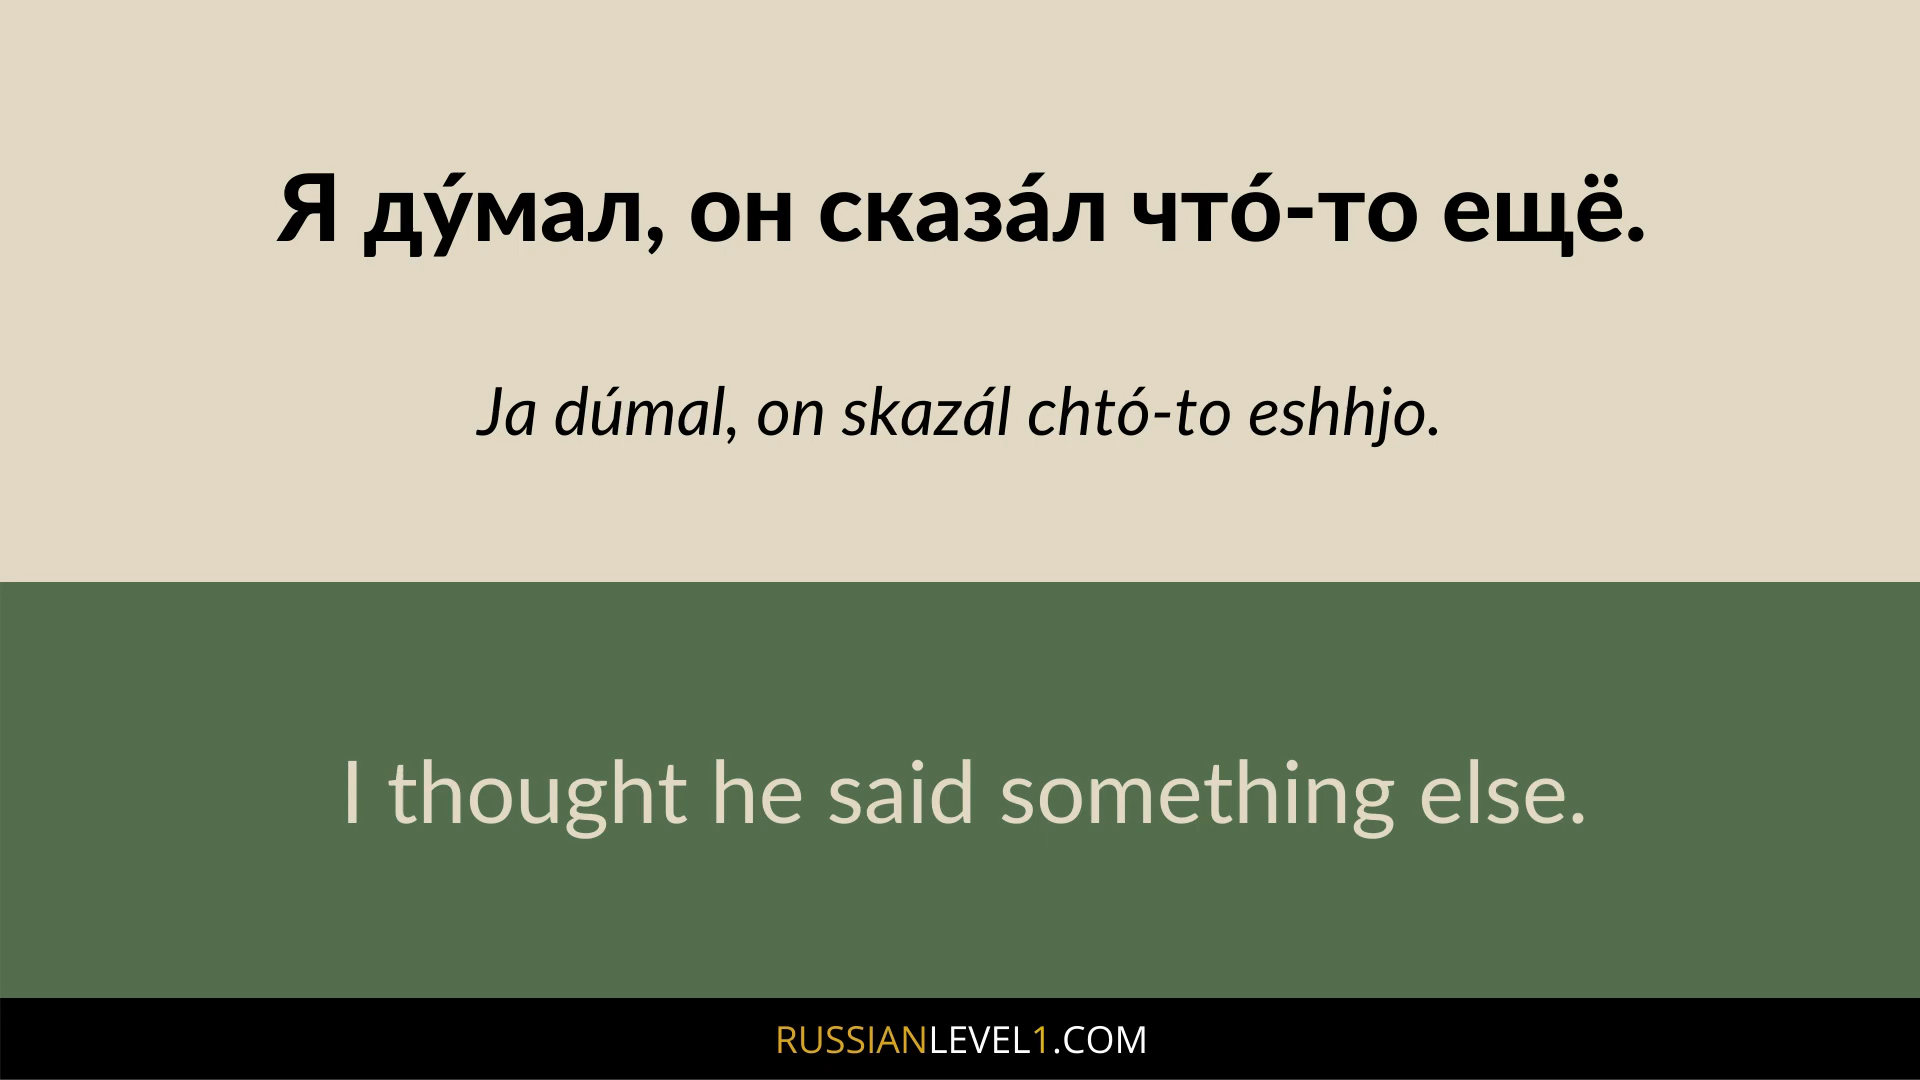 Я ду́мал, он сказа́л что́-то ещё.
Ja dúmal, on skazál chtó-to eshhjo.
I thought he said something else.
RUSSIANLEVEL1.COM